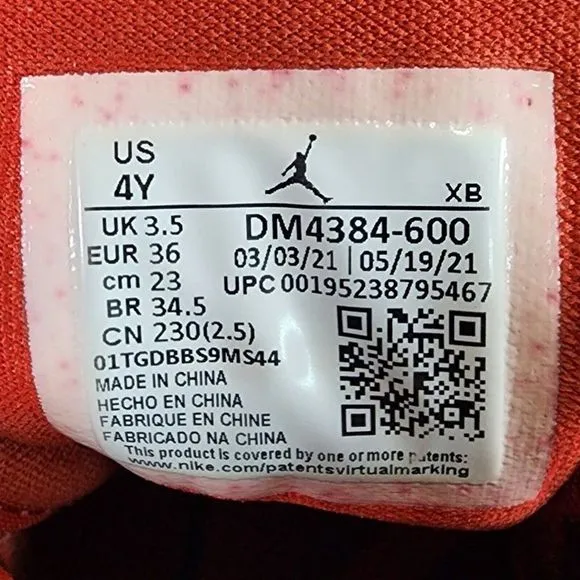 US
4Y
XB
UK 3.5
EUR 36
cm 23
BR 34.5
CN 230(2.5)
DM4384-600
03/03/21 | 05/19/21
UPC 00195238795467
01TGDBBS9MS44
MADE IN CHINA
HECHO EN CHINA
FABRIQUE EN CHINE
FABRICADO NA CHINA
This product is covered by one or more patents:
www.nike.com/patentsvirtualmarking